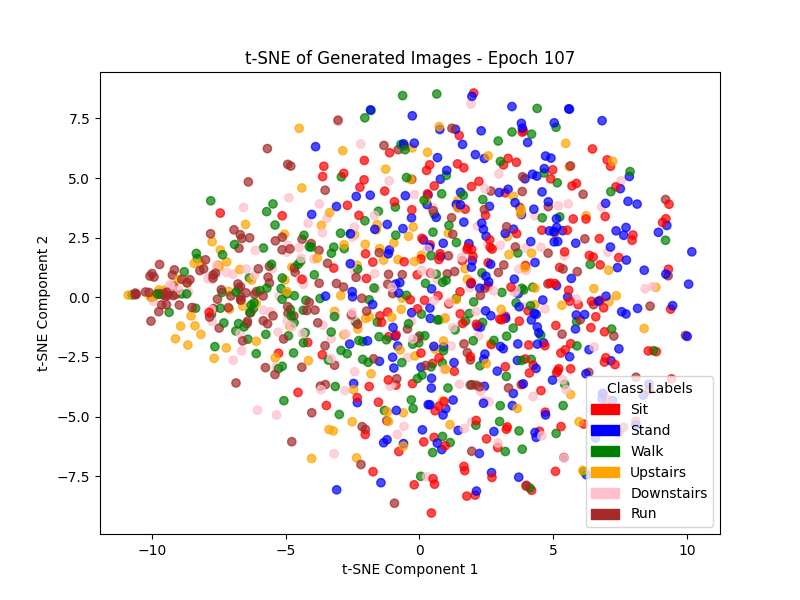 t-SNE of Generated Images - Epoch 107
t-SNE Component 2
7.5
5.0
2.5
0.0
−2.5
−5.0
−7.5
−10
−5
0
5
10
t-SNE Component 1
Class Labels
Sit
Stand
Walk
Upstairs
Downstairs
Run